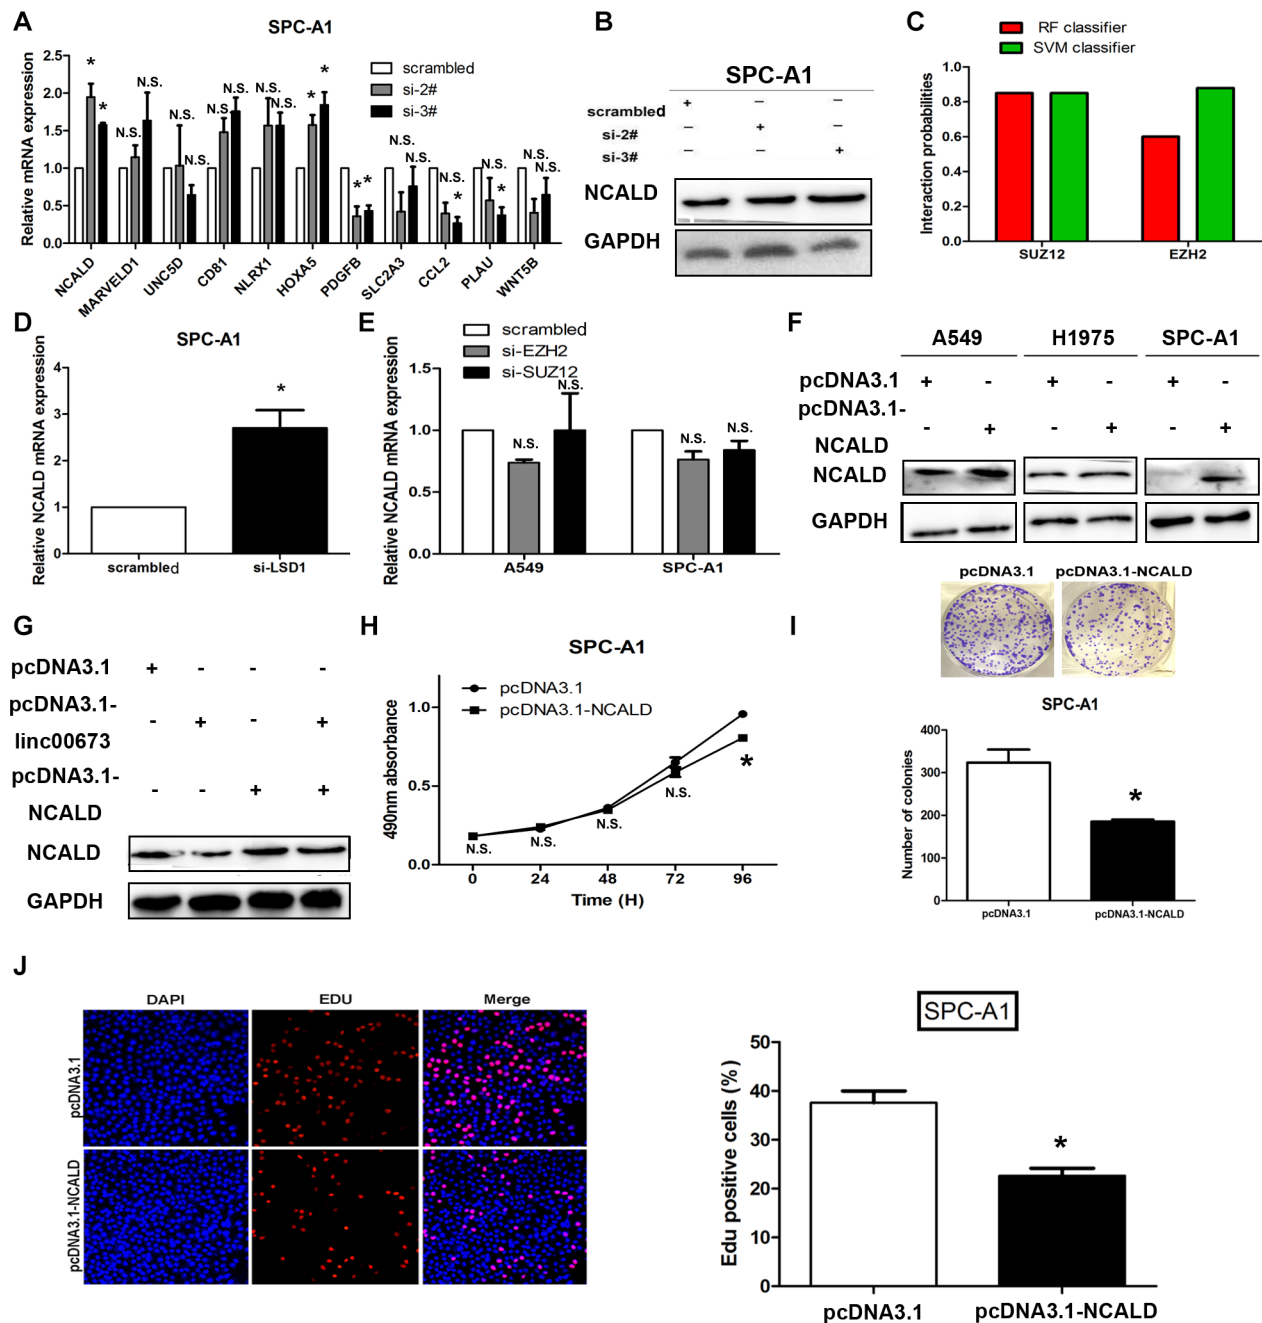 A
SPC-A1
Relative mRNA expression
2.5
2.0
1.5
1.0
0.5
0.0
scrambled
si-2#
si-3#
* * N.S. N.S. N.S. N.S. N.S. N.S. N.S. * *
* * N.S. N.S. N.S. * N.S. * N.S. N.S.
NCALD MARVELD1 UNC5D CD81 NLRX1 HOXA5 PDGFB SLC2A3 CCL2 PLAU WNT5B
B
SPC-A1
scrambled + – –
si-2# – + –
si-3# – – +
NCALD
GAPDH
C
RF classifier
SVM classifier
Interaction probabilities
1.0
0.8
0.6
0.4
0.2
0.0
SUZ12 EZH2
D
SPC-A1
Relative NCALD mRNA expression
4
3
2
1
0
*
scrambled si-LSD1
E
scrambled
si-EZH2
si-SUZ12
Relative NCALD mRNA expression
1.5
1.0
0.5
0.0
N.S. N.S. N.S. N.S.
A549 SPC-A1
F
A549 H1975 SPC-A1
pcDNA3.1 + - + - + -
pcDNA3.1- - + - + - +
NCALD
NCALD
GAPDH
G
pcDNA3.1 + - - -
pcDNA3.1- - + - +
linc00673
pcDNA3.1- - - + +
NCALD
NCALD
GAPDH
H
SPC-A1
pcDNA3.1
pcDNA3.1-NCALD
490nm absorbance
1.0
0.5
0.0
N.S. N.S. N.S. N.S. *
0 24 48 72 96
Time (H)
I
pcDNA3.1 pcDNA3.1-NCALD
SPC-A1
Number of colonies
400
300
200
100
0
*
pcDNA3.1 pcDNA3.1-NCALD
J
DAPI EDU Merge
pcDNA3.1
pcDNA3.1-NCALD
SPC-A1
Edu positive cells (%)
50
40
30
20
10
0
*
pcDNA3.1 pcDNA3.1-NCALD